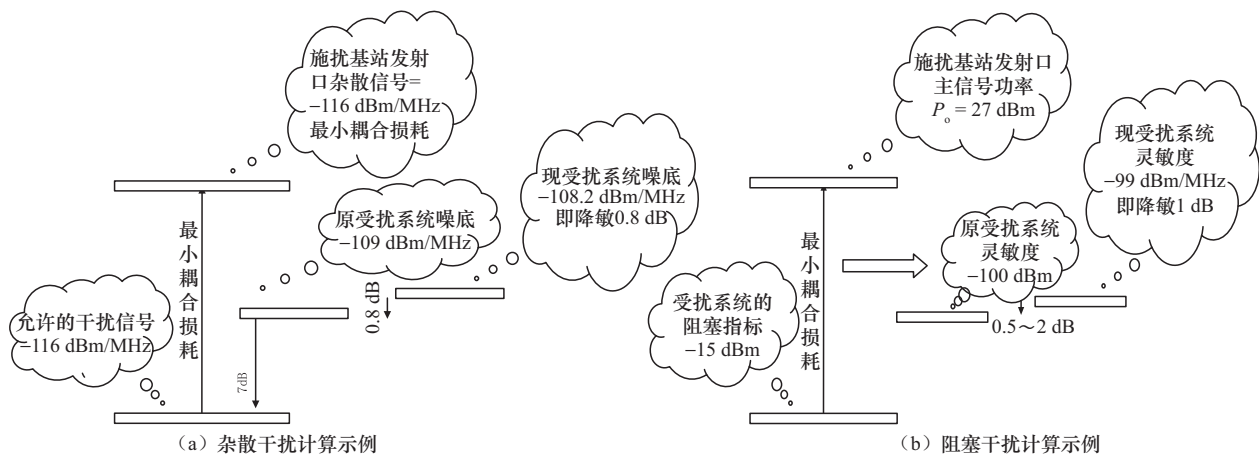 施扰基站发射
口杂散信号=
−116 dBm/MHz
最小耦合损耗
原受扰系统噪底
−109 dBm/MHz
现受扰系统噪底
−108.2 dBm/MHz
即降敏0.8 dB
最小耦合损耗
允许的干扰信号
−116 dBm/MHz
7dB
0.8 dB
（a）杂散干扰计算示例
施扰基站发射口
主信号功率
Po = 27 dBm
现受扰系统
灵敏度
−99 dBm/MHz
即降敏1 dB
原受扰系统
灵敏度
−100 dBm
最小耦合损耗
受扰系统的
阻塞指标
−15 dBm
0.5～2 dB
（b）阻塞干扰计算示例